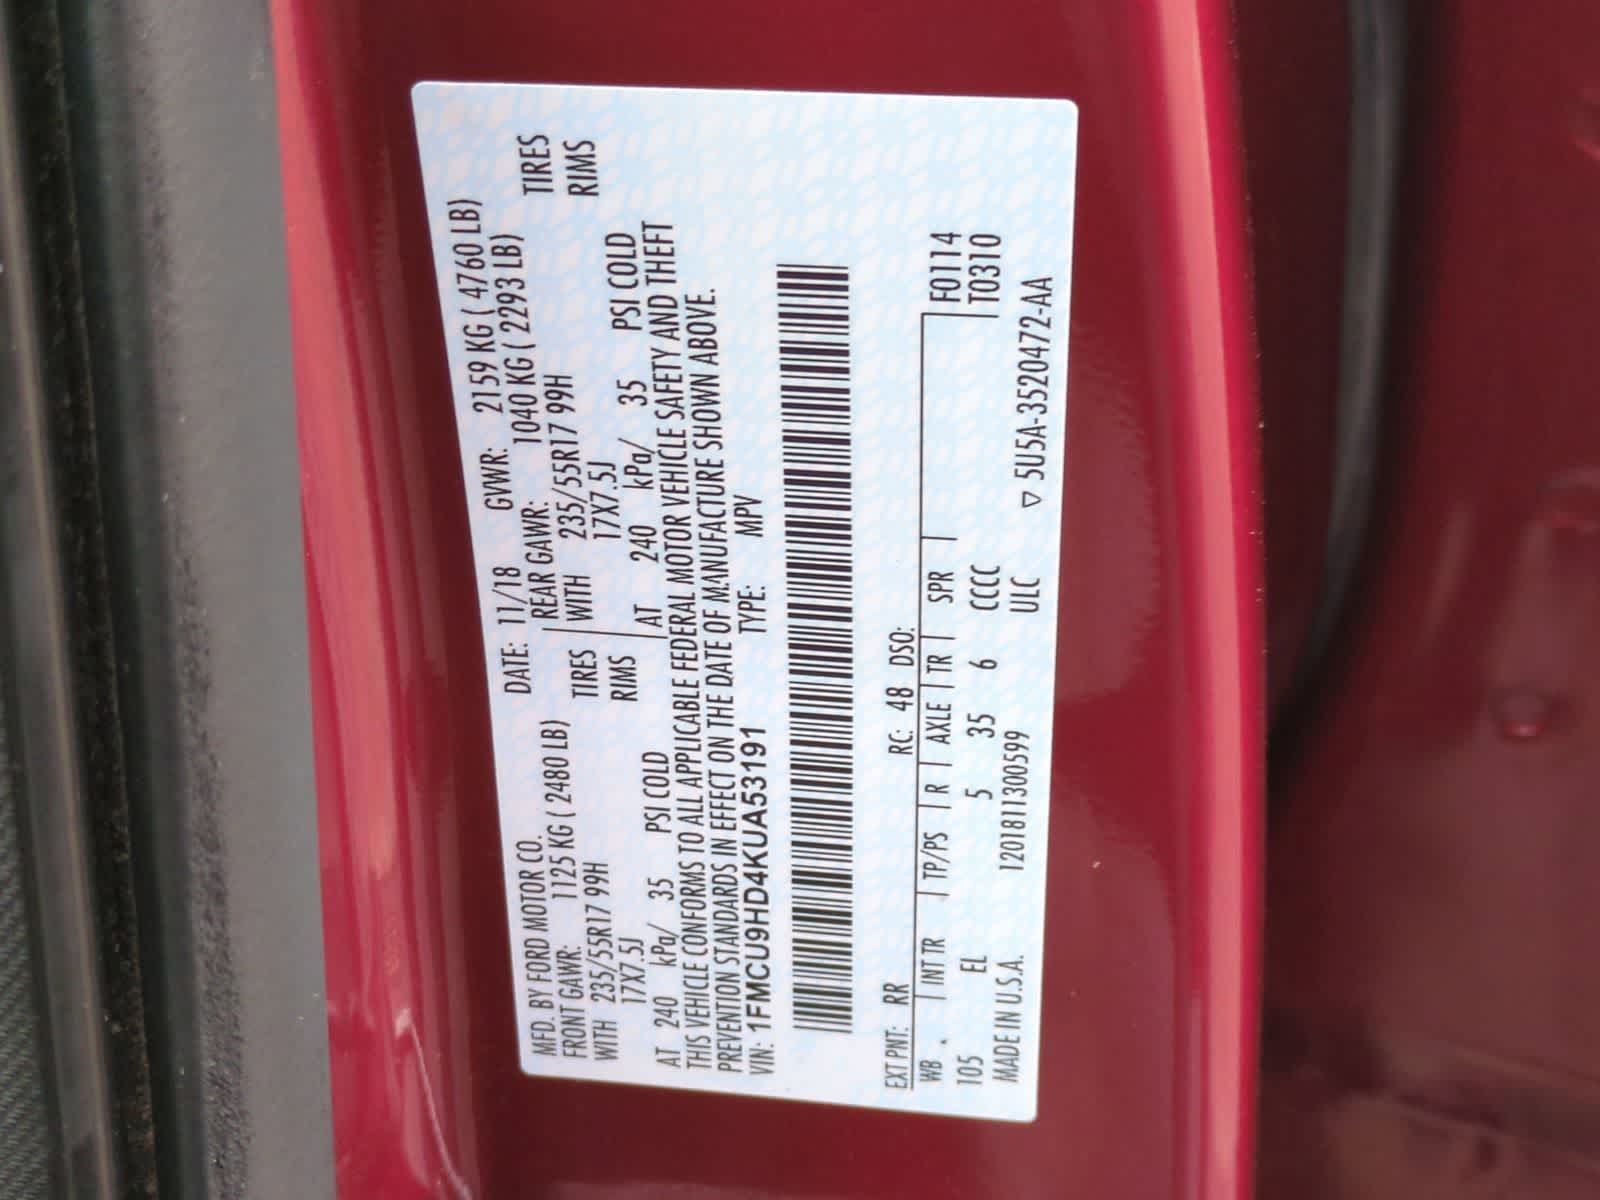 MFD. BY FORD MOTOR CO.
DATE: 11/18 GVWR: 2159 KG ( 4760 LB)
FRONT GAWR: 1125 KG ( 2480 LB) REAR GAWR: 1040 KG ( 2293 LB)
WITH 235/55R17 99H TIRES WITH 235/55R17 99H TIRES
17X7.5J RIMS 17X7.5J RIMS
AT 240 kPa/ 35 PSI COLD AT 240 kPa/ 35 PSI COLD
THIS VEHICLE CONFORMS TO ALL APPLICABLE FEDERAL MOTOR VEHICLE SAFETY AND THEFT
PREVENTION STANDARDS IN EFFECT ON THE DATE OF MANUFACTURE SHOWN ABOVE.
VIN: 1FMCU9HD4KUA53191 TYPE: MPV
EXT PNT: RR RC: 48 DSO:
WB INT TR TP/PS R AXLE TR SPR F0114
105 EL 5 35 6 CCCC T0310
MADE IN U.S.A. 1201811300599 ULC
▽ 5U5A-3520472-AA